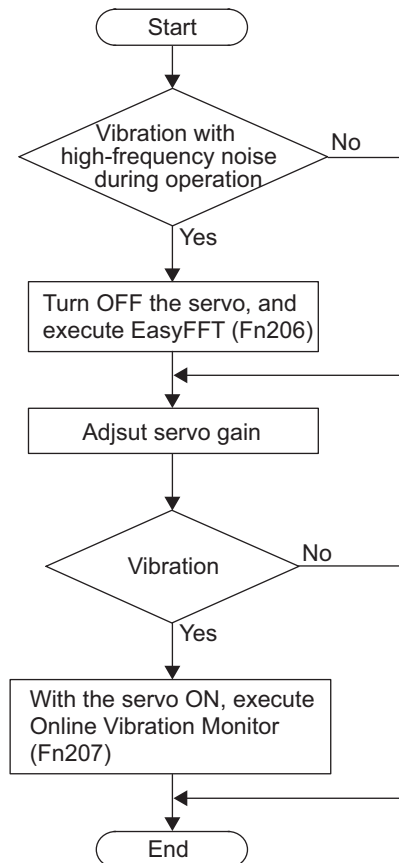 Start
Vibration with
high-frequency noise
during operation
No
Yes
Turn OFF the servo, and
execute EasyFFT (Fn206)
Adjsut servo gain
Vibration
No
Yes
With the servo ON, execute
Online Vibration Monitor
(Fn207)
End